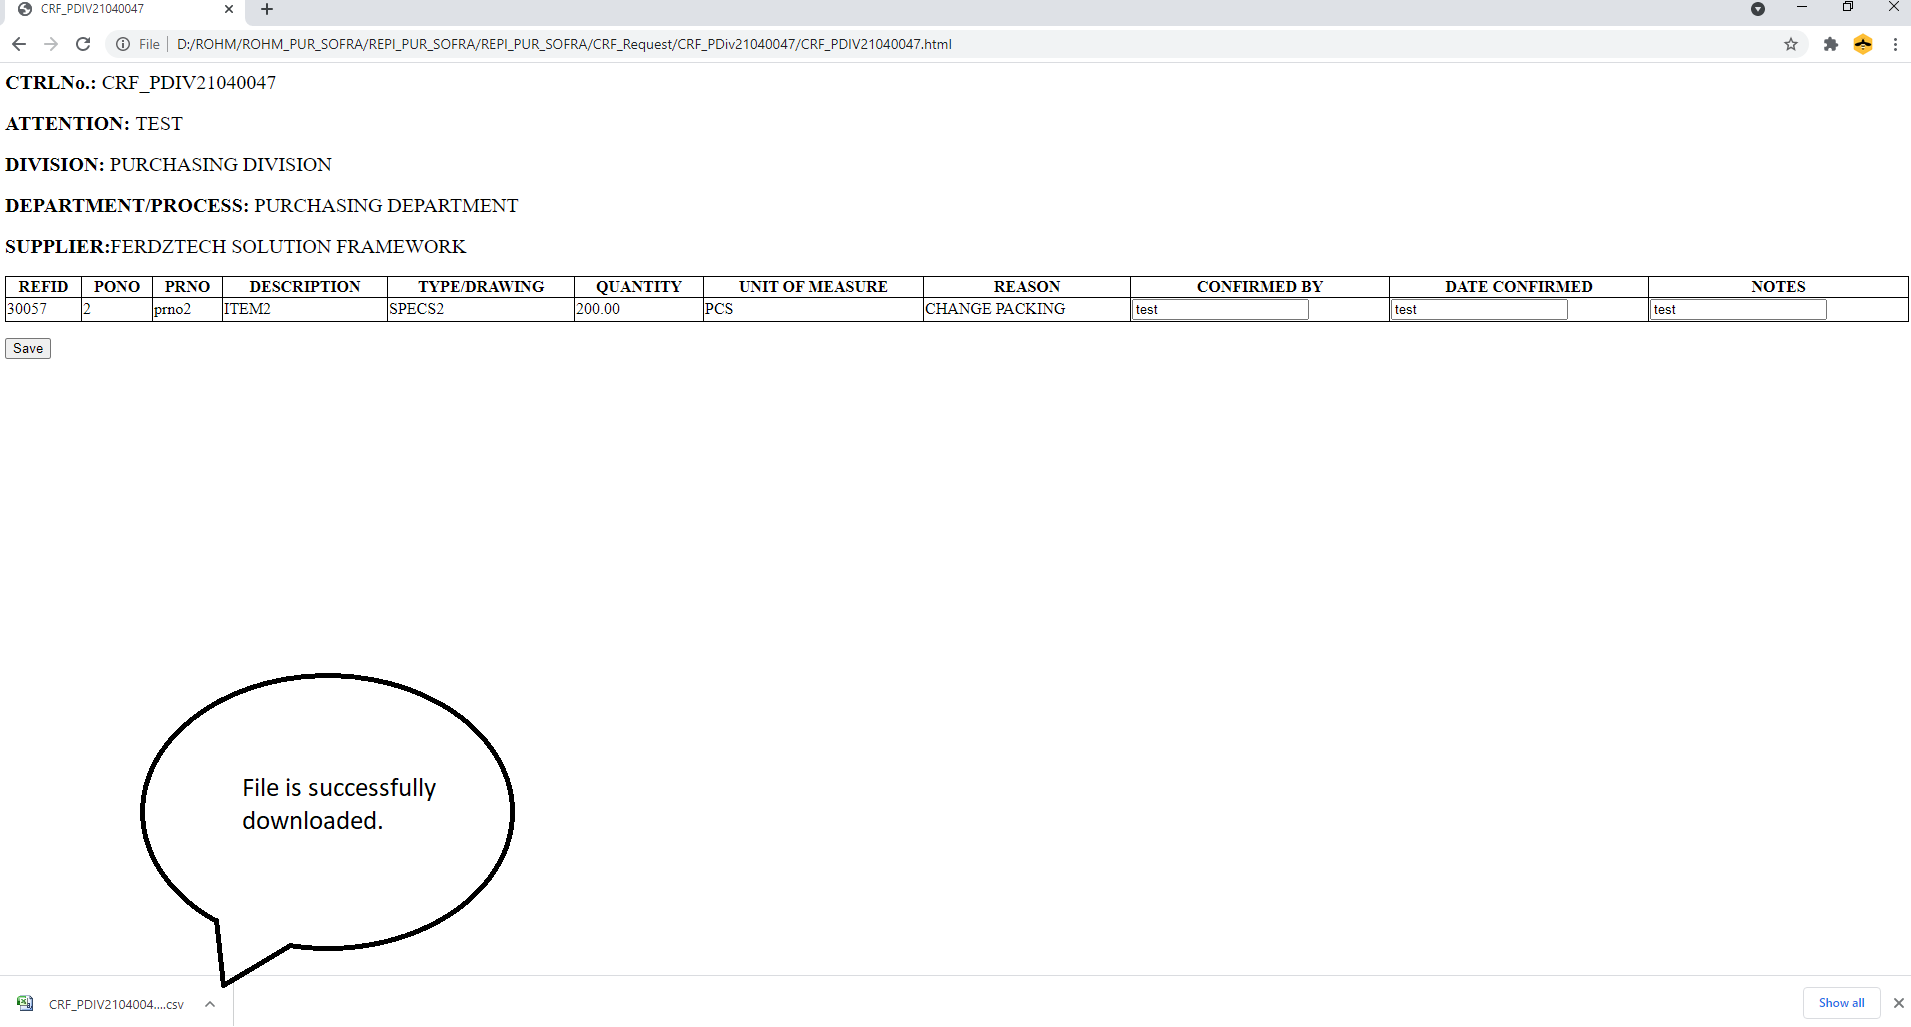 CRF_PDIV21040047
File D:/ROHM/ROHM_PUR_SOFRA/REPI_PUR_SOFRA/REPI_PUR_SOFRA/CRF_Request/CRF_PDiv21040047/CRF_PDIV21040047.html
CTRLNo.: CRF_PDIV21040047
ATTENTION: TEST
DIVISION: PURCHASING DIVISION
DEPARTMENT/PROCESS: PURCHASING DEPARTMENT
SUPPLIER:FERDZTECH SOLUTION FRAMEWORK
REFID PONO PRNO DESCRIPTION TYPE/DRAWING QUANTITY UNIT OF MEASURE REASON CONFIRMED BY DATE CONFIRMED NOTES
30057 2 prno2 ITEM2 SPECS2 200.00 PCS CHANGE PACKING test test test
Save
File is successfully
downloaded.
CRF_PDIV2104004....csv Show all